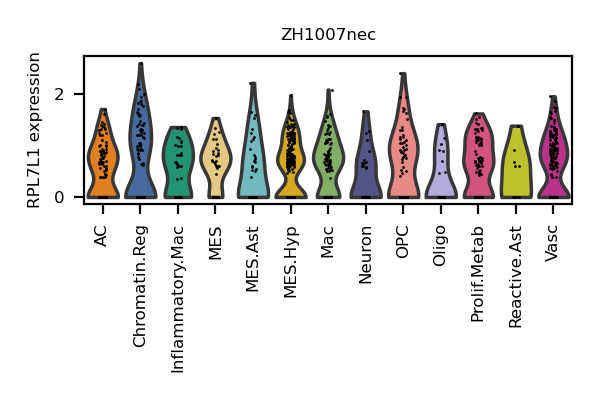 ZH1007nec
RPL7L1 expression
2
0
AC
Chromatin.Reg
Inflammatory.Mac
MES
MES.Ast
MES.Hyp
Mac
Neuron
OPC
Oligo
Prolif.Metab
Reactive.Ast
Vasc